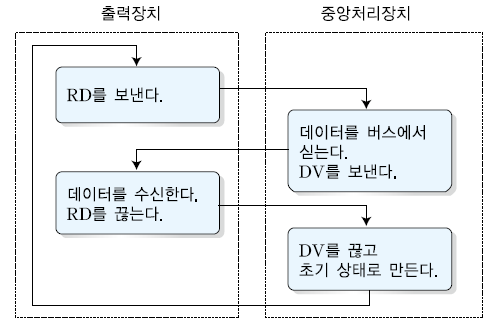 출력장치
중앙처리장치
RD를 보낸다.
데이터를 버스에서
싣는다.
DV를 보낸다.
데이터를 수신한다.
RD를 끊는다.
DV를 끊고
초기 상태로 만든다.